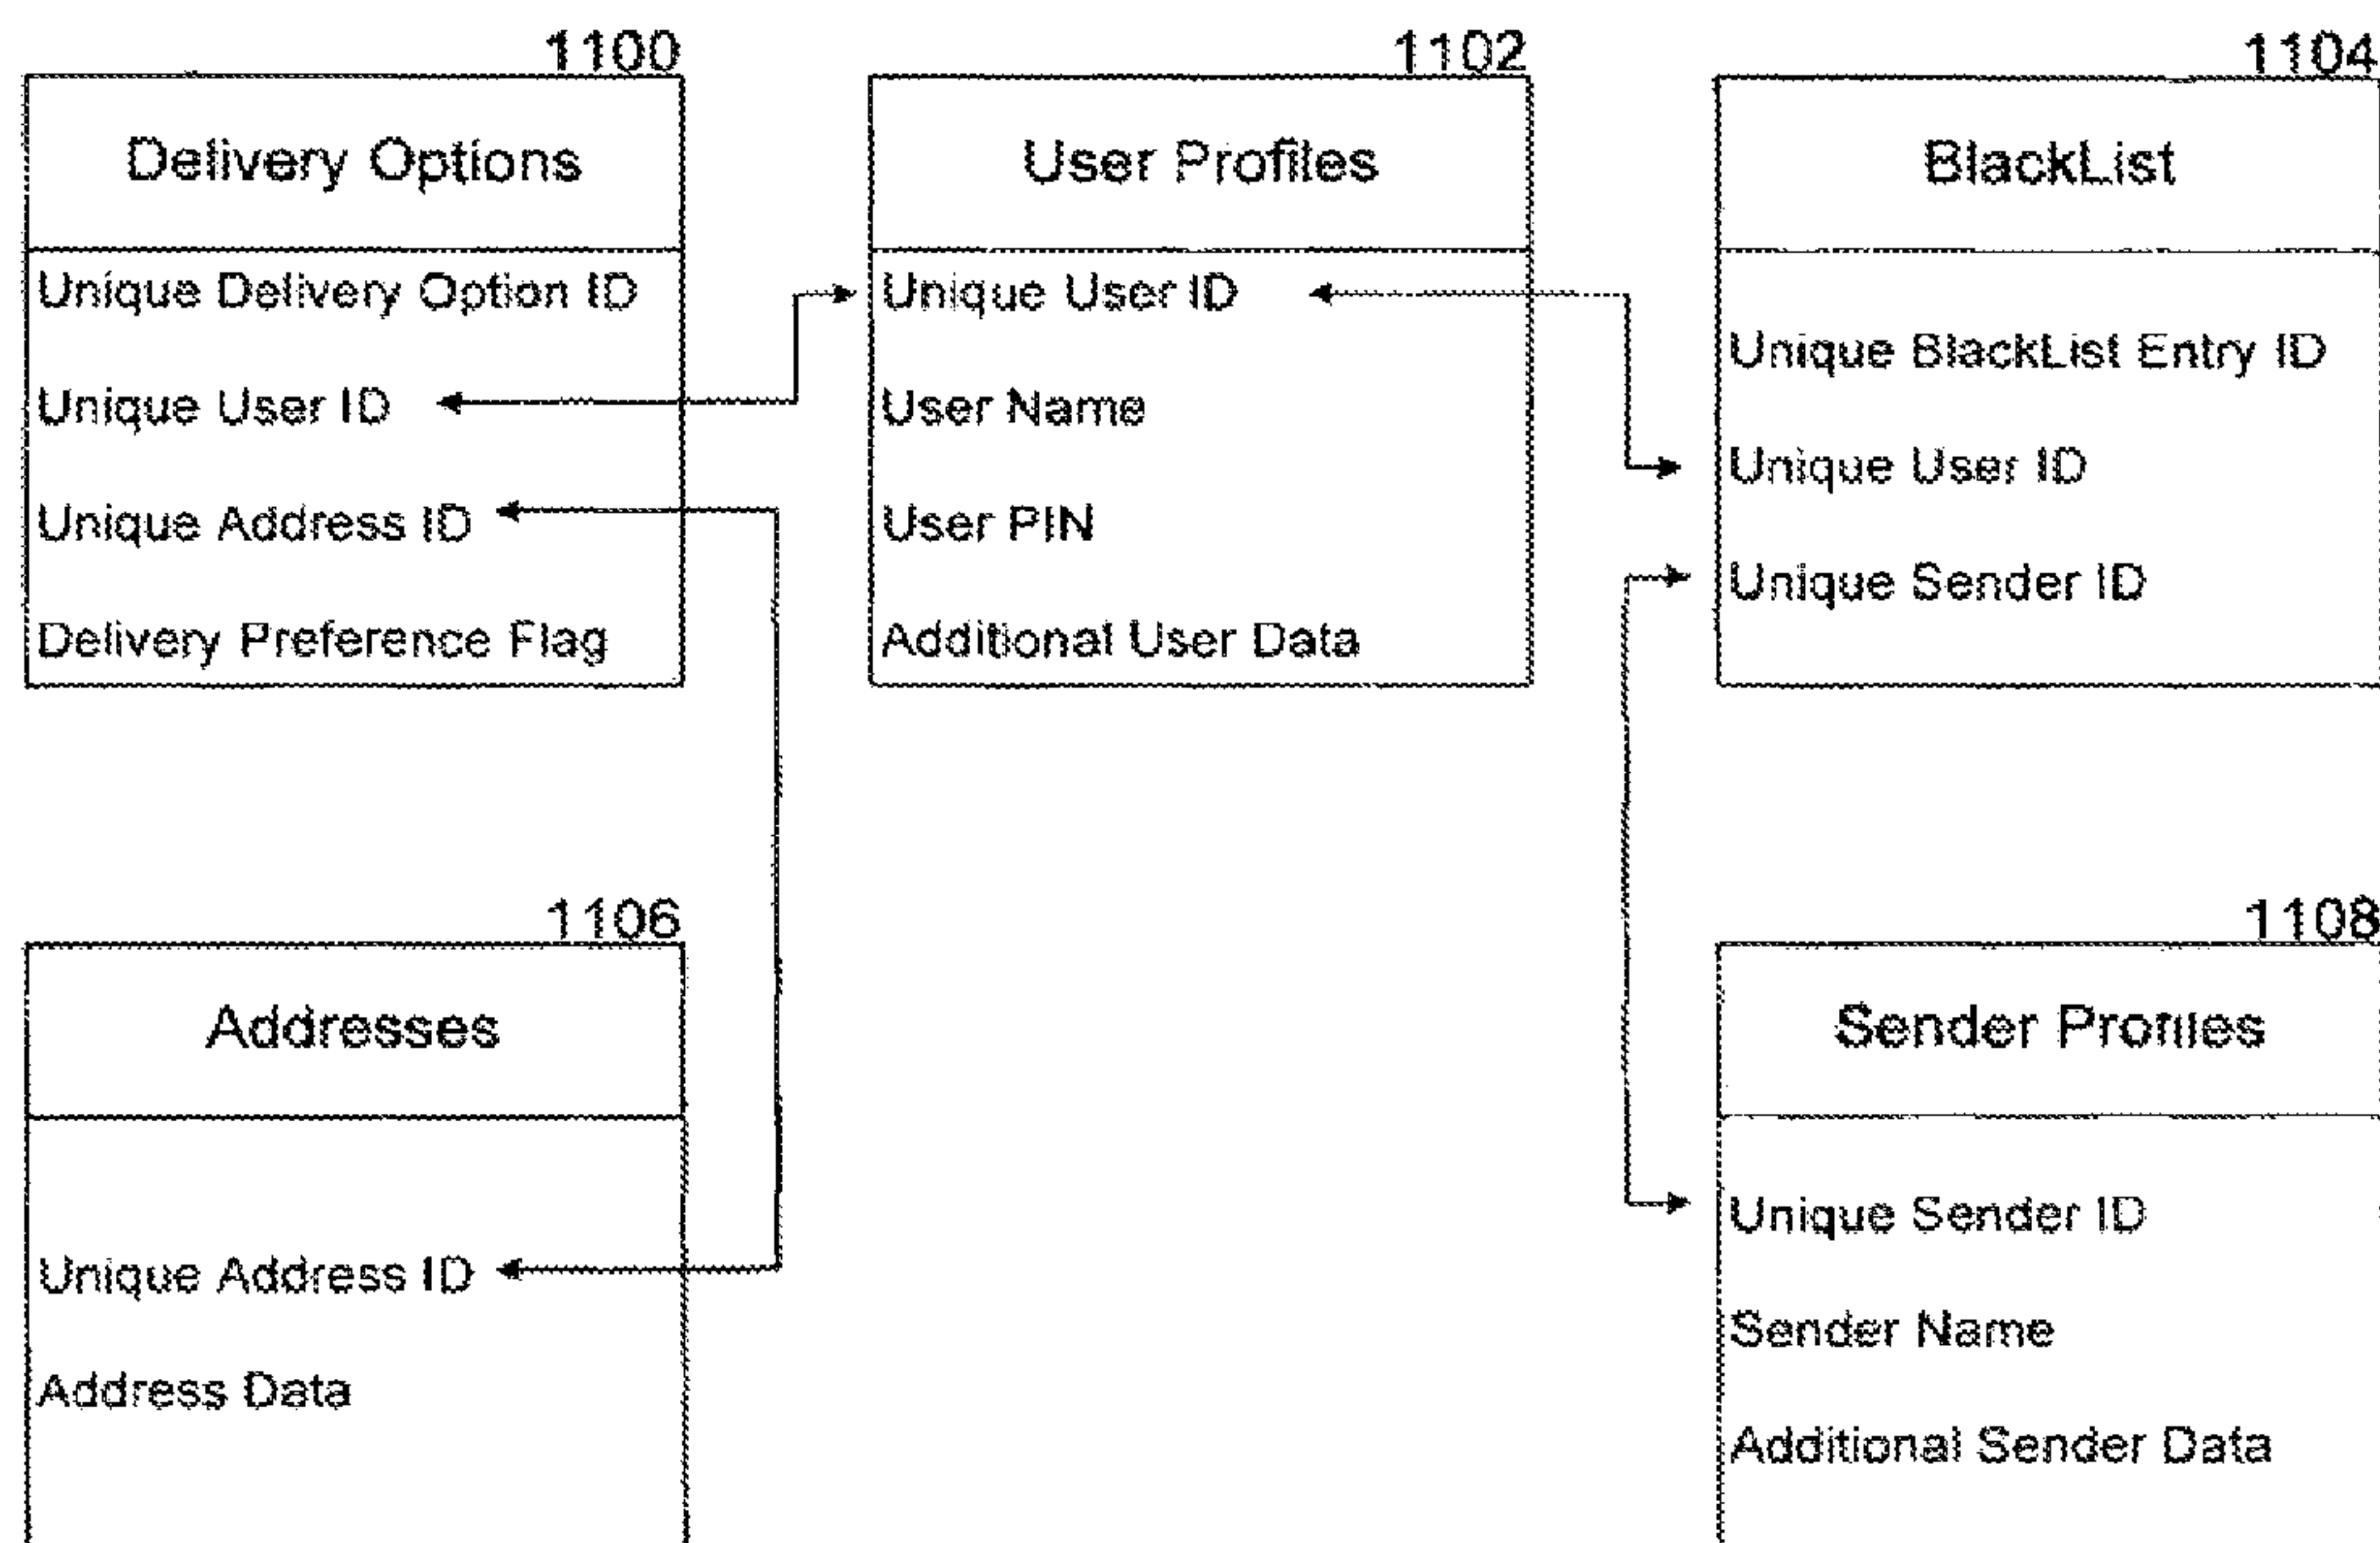 1100
Delivery Options
Unique Delivery Option ID
Unique User ID
Unique Address ID
Delivery Preference Flag
1102
User Profiles
Unique User ID
User Name
User PIN
Additional User Data
1104
BlackList
Unique BlackList Entry ID
Unique User ID
Unique Sender ID
1106
Addresses
Unique Address ID
Address Data
1108
Sender Profiles
Unique Sender ID
Sender Name
Additional Sender Data